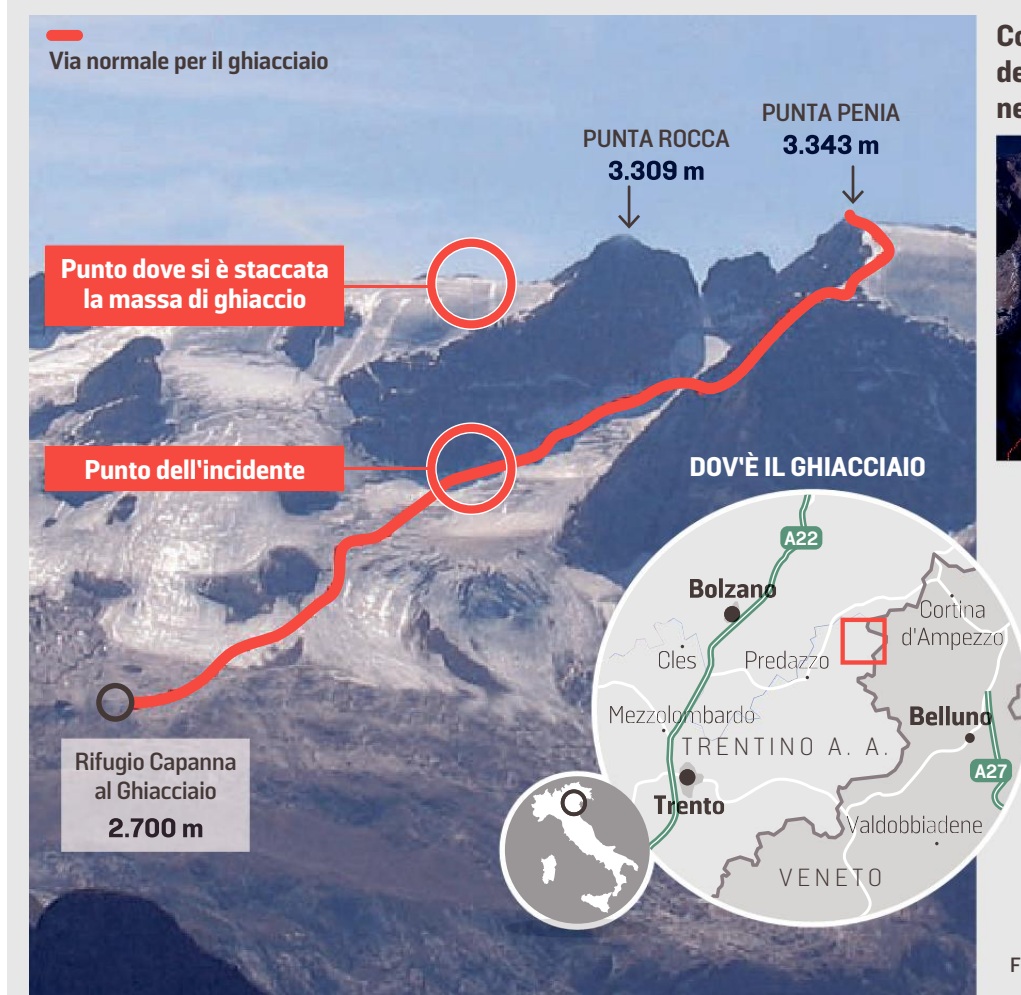 Via normale per il ghiacciaio
PUNTA ROCCA
3.309 m
PUNTA PENIA
3.343 m
Punto dove si è staccata
la massa di ghiaccio
Punto dell'incidente
Rifugio Capanna
al Ghiacciaio
2.700 m
DOV'È IL GHIACCIAIO
A22
Bolzano
Cortina
d'Ampezzo
Cles
Predazzo
Mezzolombardo
Belluno
TRENTINO A. A.
A27
Trento
Valdobbiadene
VENETO